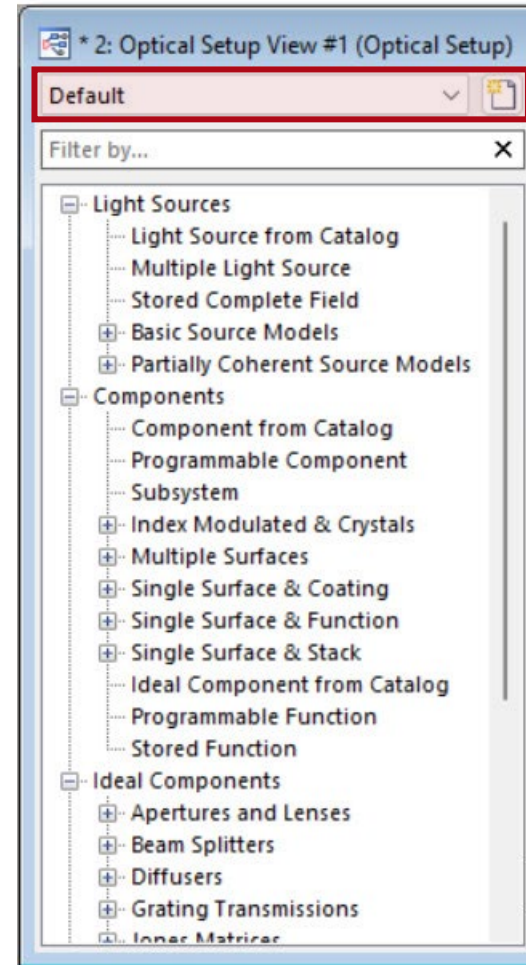 * 2: Optical Setup View #1 (Optical Setup)
Default
Filter by...
Light Sources
Light Source from Catalog
Multiple Light Source
Stored Complete Field
Basic Source Models
Partially Coherent Source Models
Components
Component from Catalog
Programmable Component
Subsystem
Index Modulated & Crystals
Multiple Surfaces
Single Surface & Coating
Single Surface & Function
Single Surface & Stack
Ideal Component from Catalog
Programmable Function
Stored Function
Ideal Components
Apertures and Lenses
Beam Splitters
Diffusers
Grating Transmissions
Jones Matrices